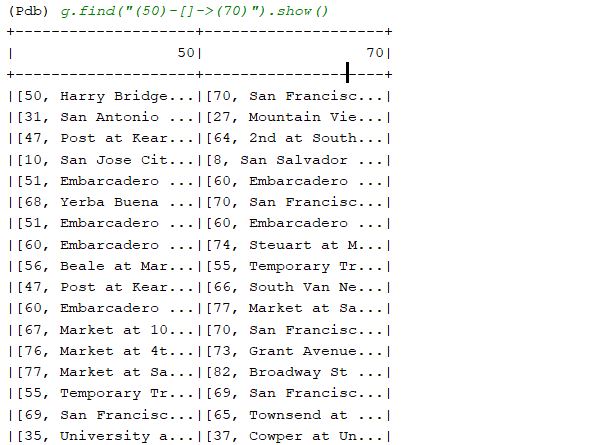 (Pdb) g.find("(50)-[]->(70)").show()
+--------------------+--------------------+
|                  50|                  70|
+--------------------+--------------------+
|[50, Harry Bridge...|[70, San Francisc...|
|[31, San Antonio ...|[27, Mountain Vie...|
|[47, Post at Kear...|[64, 2nd at South...|
|[10, San Jose Cit...|[8, San Salvador ...|
|[51, Embarcadero ...|[60, Embarcadero ...|
|[68, Yerba Buena ...|[70, San Francisc...|
|[51, Embarcadero ...|[60, Embarcadero ...|
|[60, Embarcadero ...|[74, Steuart at M...|
|[56, Beale at Mar...|[55, Temporary Tr...|
|[47, Post at Kear...|[66, South Van Ne...|
|[60, Embarcadero ...|[77, Market at Sa...|
|[67, Market at 10...|[70, San Francisc...|
|[76, Market at 4t...|[73, Grant Avenue...|
|[77, Market at Sa...|[82, Broadway St ...|
|[55, Temporary Tr...|[69, San Francisc...|
|[69, San Francisc...|[65, Townsend at ...|
|[35, University a...|[37, Cowper at Un...|